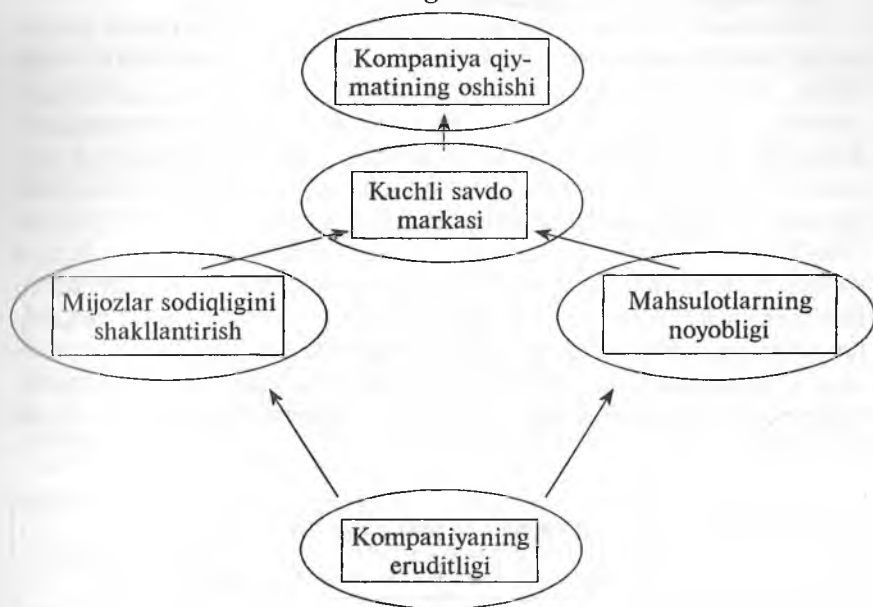 Kompaniya qiy-
matining oshishi
Kuchli savdo
markasi
Mijozlar sodiqligini
shakllantirish
Mahsulotlarning
noyobligi
Kompaniyaning
eruditligi